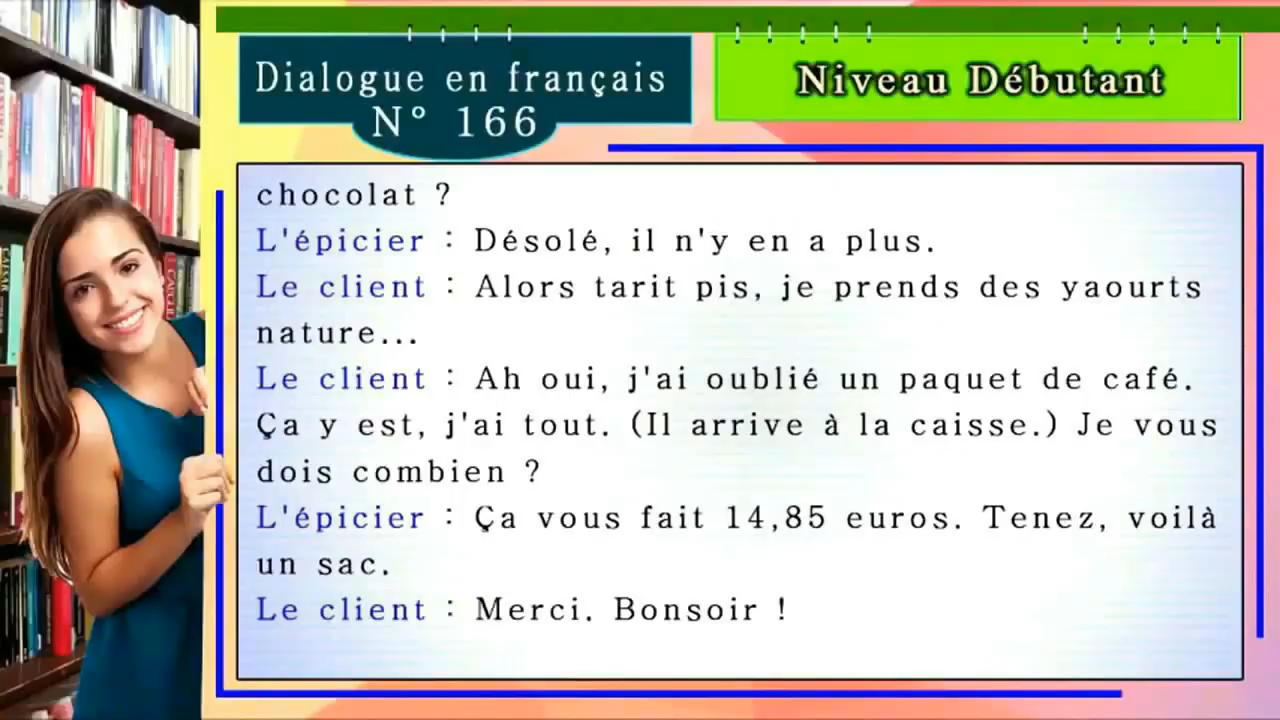 Dialogue en français
N° 166
Niveau Débutant
chocolat ?
L'épicier : Désolé, il n'y en a plus.
Le client : Alors tarit pis, je prends des yaourts
nature...
Le client : Ah oui, j'ai oublié un paquet de café.
Ça y est, j'ai tout. (Il arrive à la caisse.) Je vous
dois combien ?
L'épicier : Ça vous fait 14,85 euros. Tenez, voilà
un sac.
Le client : Merci. Bonsoir !